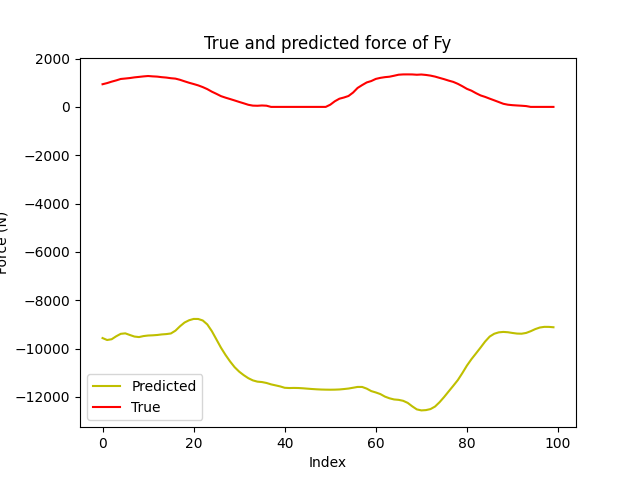 True and predicted force of Fy
2000
0
−2000
−4000
−6000
−8000
−10000
−12000
Force (N)
Predicted
True
0
20
40
60
80
100
Index